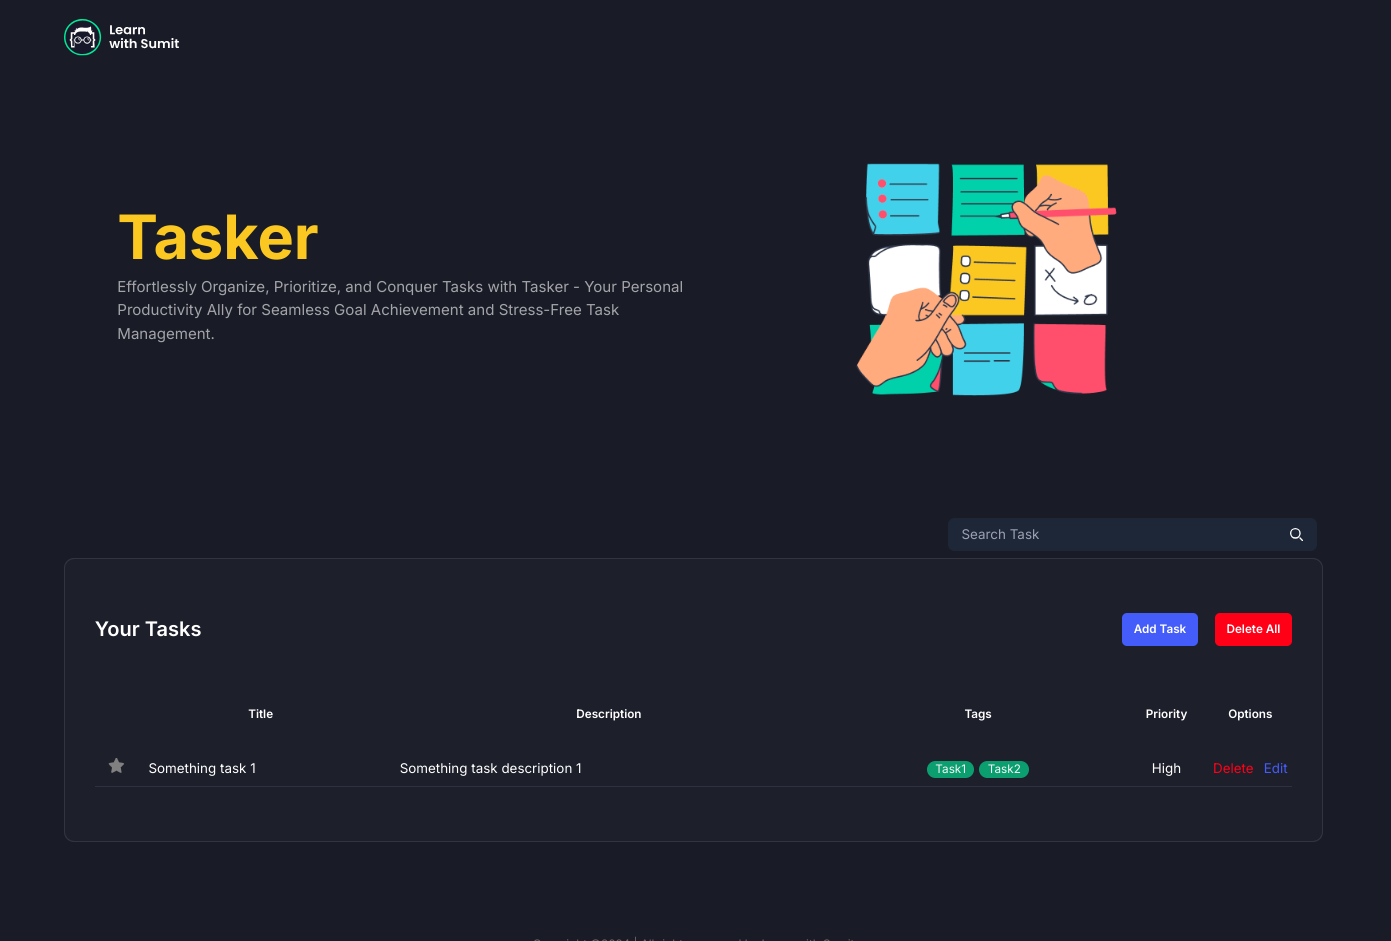 Learn
with Sumit
Tasker
Effortlessly Organize, Prioritize, and Conquer Tasks with Tasker - Your Personal
Productivity Ally for Seamless Goal Achievement and Stress-Free Task
Management.
Search Task
Your Tasks
Add Task
Delete All
Title Description Tags Priority Options
Something task 1 Something task description 1 Task1 Task2 High Delete Edit